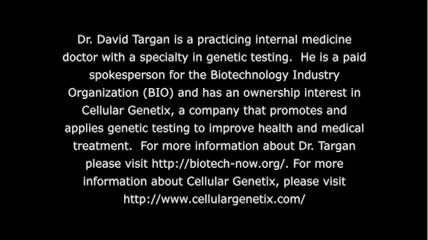 Dr. David Targan is a practicing internal medicine
doctor with a specialty in genetic testing.  He is a paid
spokesperson for the Biotechnology Industry
Organization (BIO) and has an ownership interest in
Cellular Genetix, a company that promotes and
applies genetic testing to improve health and medical
treatment.  For more information about Dr. Targan
please visit http://biotech-now.org/. For more
information about Cellular Genetix, please visit
http://www.cellulargenetix.com/